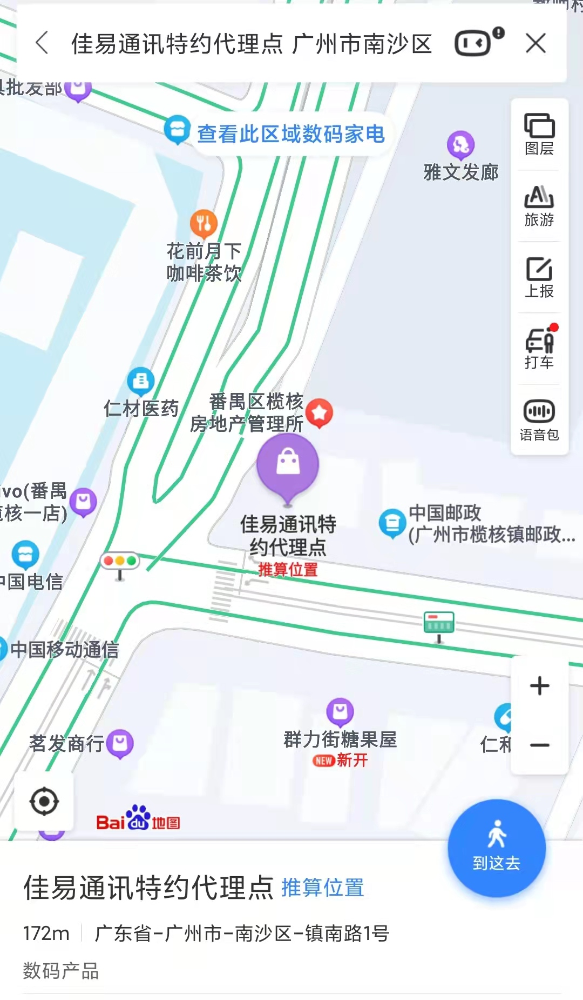 佳易通讯特约代理点 广州市南沙区
批发部
查看此区域数码家电
图层
雅文发廊
旅游
花前月下
咖啡茶饮
上报
打车
番禺区榄核
房地产管理所
仁材医药
语音包
vo(番禺
核一店)
中国邮政
(广州市榄核镇邮政...
佳易通讯特
约代理点
推算位置
国电信
中国移动通信
群力街糖果屋
NEW 新开
茗发商行
仁和
Bai du 地图
到这去
佳易通讯特约代理点 推算位置
172m 广东省-广州市-南沙区-镇南路1号
数码产品